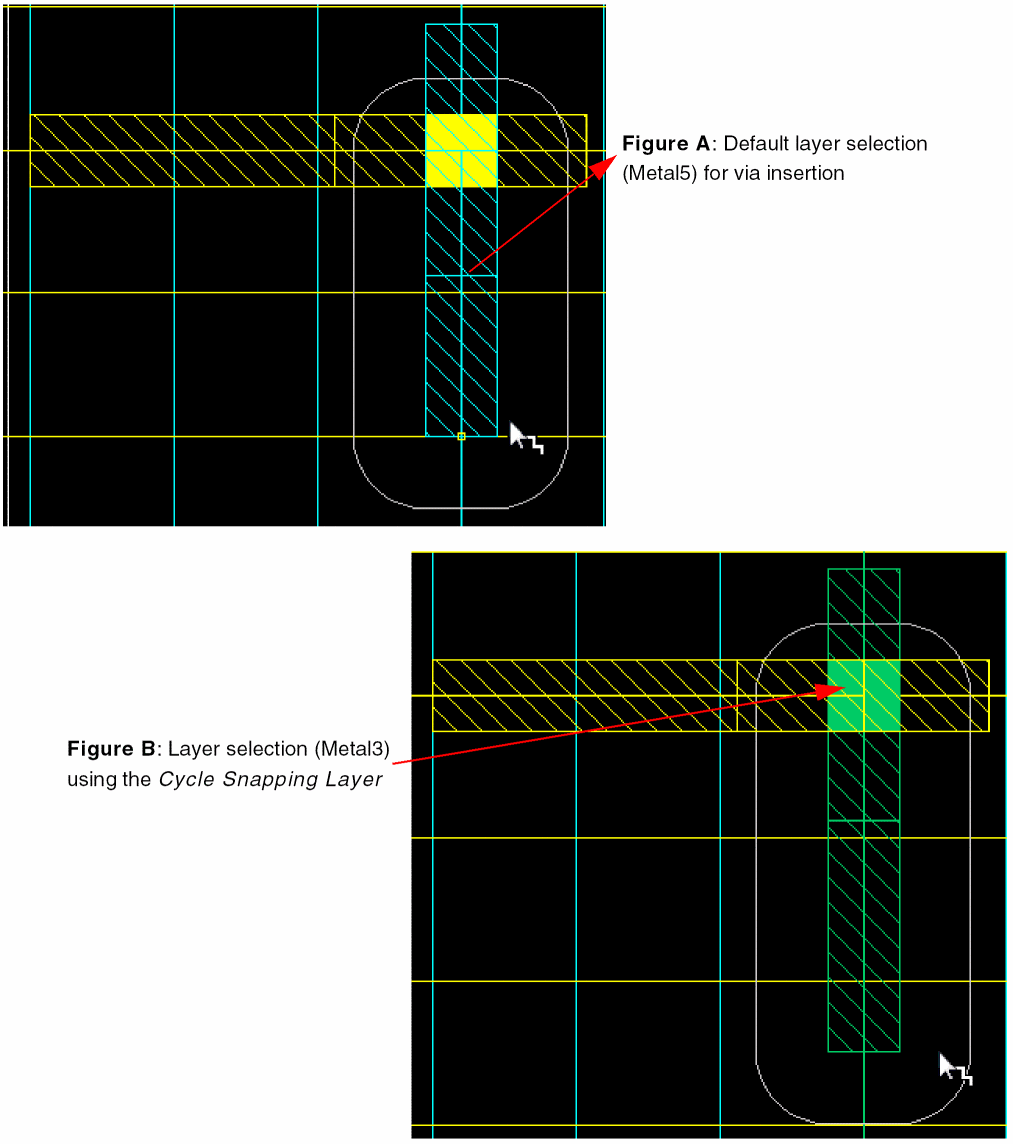 Figure A: Default layer selection
(Metal5) for via insertion
Figure B: Layer selection (Metal3)
using the Cycle Snapping Layer